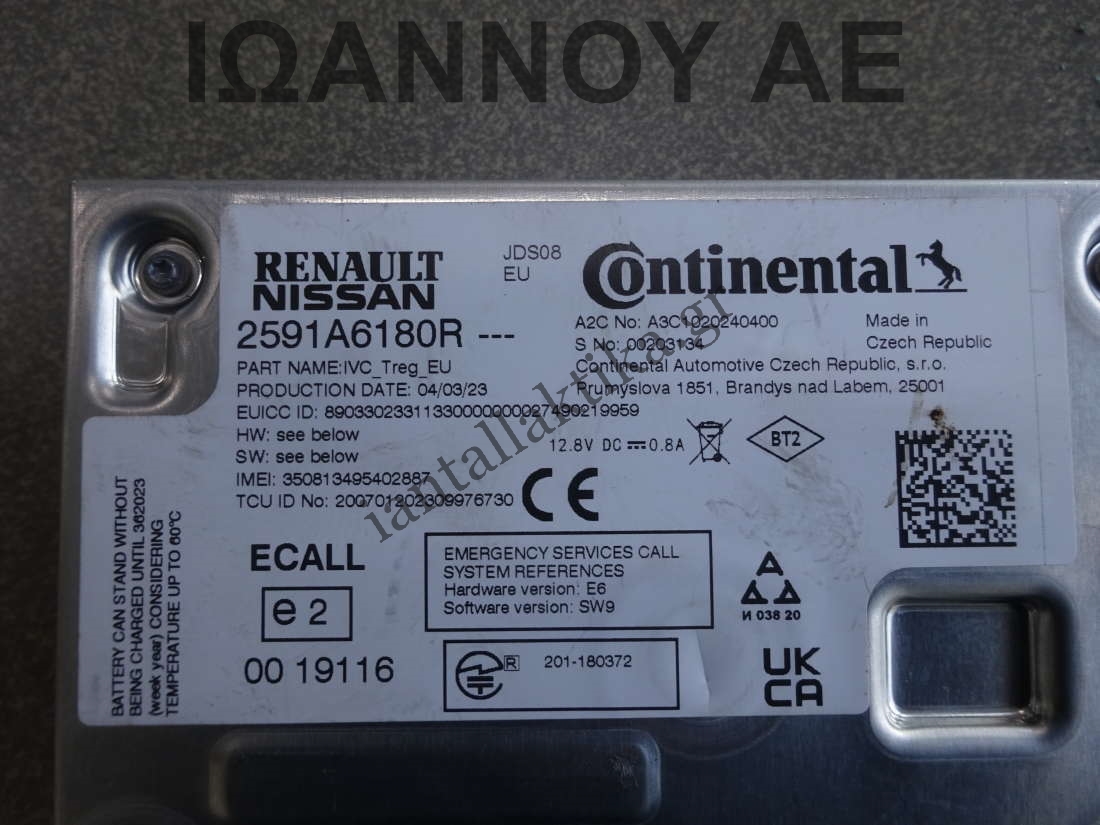 ΙΩΑΝΝΟΥ ΑΕ
RENAULT
NISSAN
JDS08
EU
Continental
2591A6180R ---
A2C No: A3C1020240400
S No: 00203134
Made in
Czech Republic
PART NAME:IVC_Treg_EU
PRODUCTION DATE: 04/03/23
Continental Automotive Czech Republic, s.r.o.
Prumyslova 1851, Brandys nad Labem, 25001
EUICC ID: 89033023311330000000027490219959
HW: see below
SW: see below
12.8V DC 0.8A
BT2
IMEI: 350813495402887
TCU ID No: 200701202309976730
CE
iantallaktika.gr
BATTERY CAN STAND WITHOUT
BEING CHARGED UNTIL 362023
(week year) CONSIDERING
TEMPERATURE UP TO 60°C
ECALL
e2
00 19116
EMERGENCY SERVICES CALL
SYSTEM REFERENCES
Hardware version: E6
Software version: SW9
R 201-180372
И 038 20
UK
CA